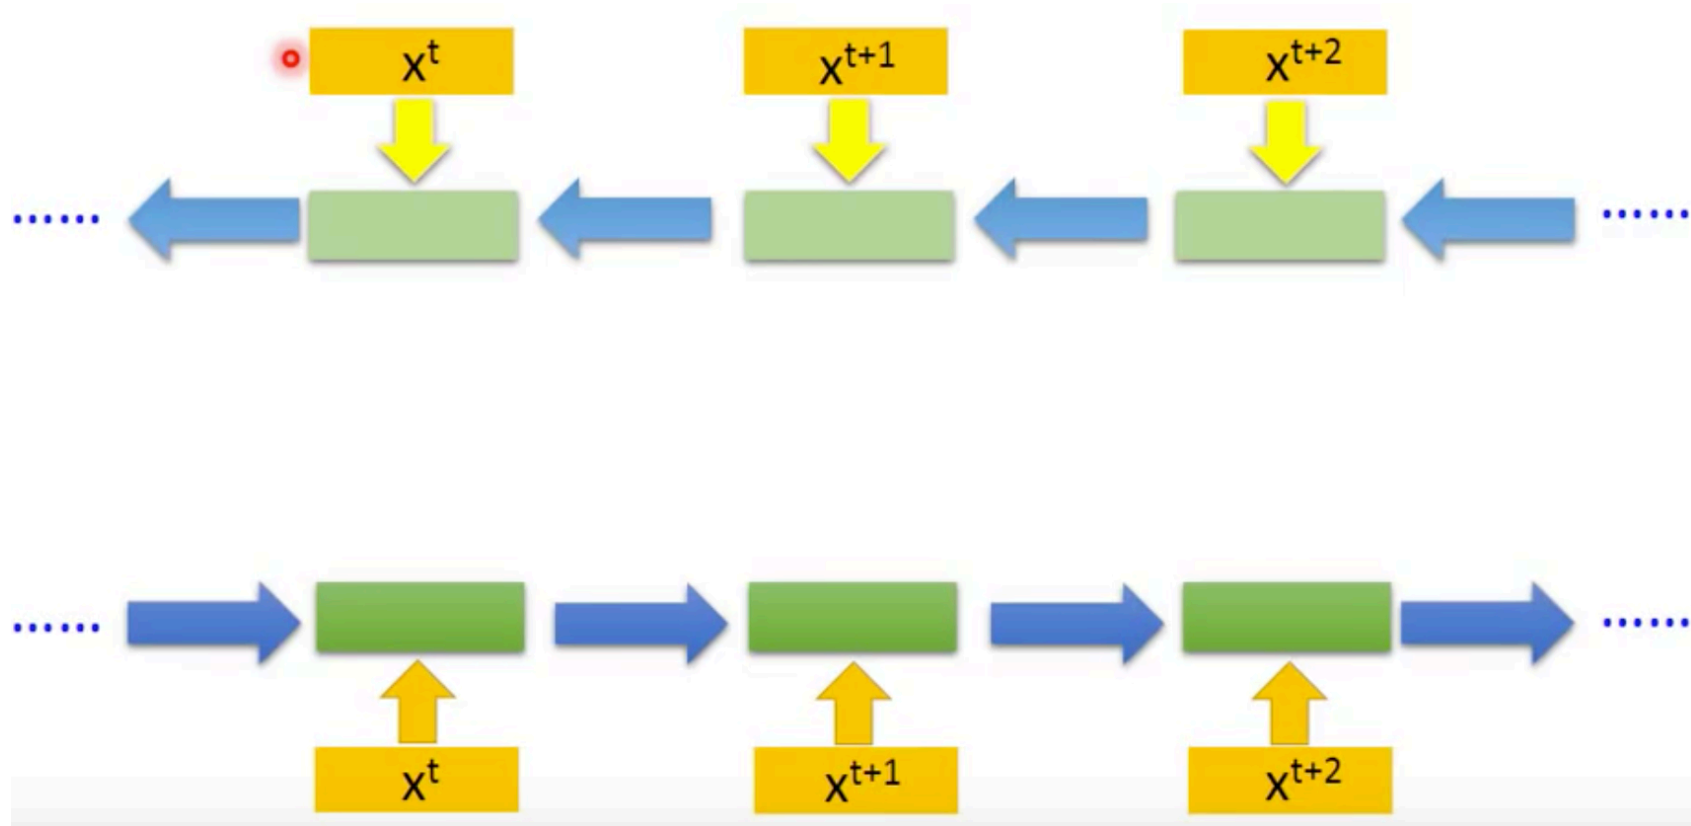 x^t x^{t+1} x^{t+2}
...... ......
...... ......
x^t x^{t+1} x^{t+2}